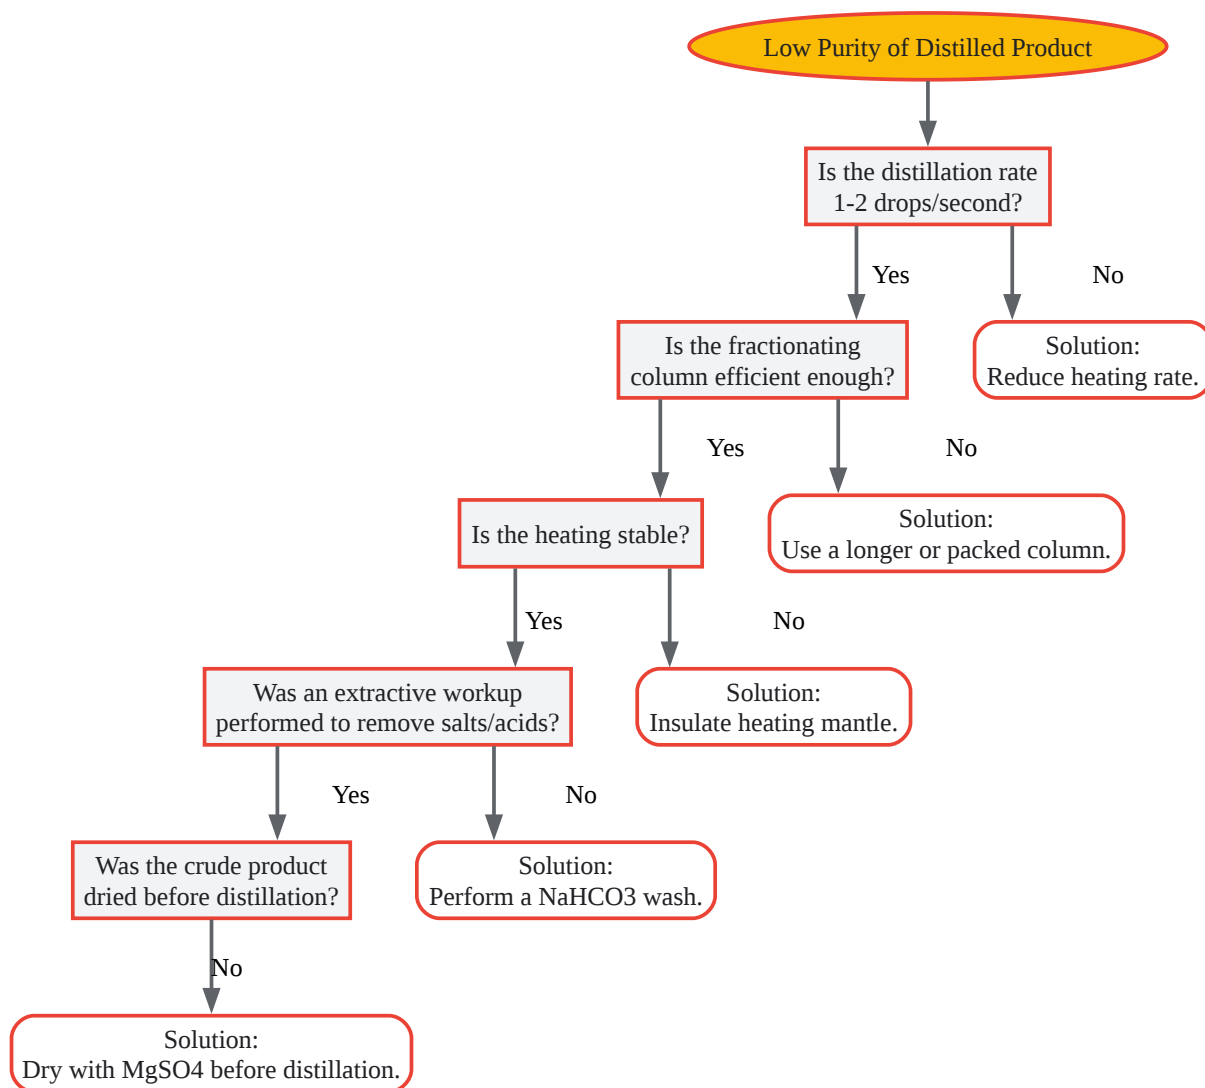 Low Purity of Distilled Product
Is the distillation rate
1-2 drops/second?
Yes
No
Is the fractionating
column efficient enough?
Solution:
Reduce heating rate.
Yes
No
Is the heating stable?
Solution:
Use a longer or packed column.
Yes
No
Was an extractive workup
performed to remove salts/acids?
Solution:
Insulate heating mantle.
Yes
No
Was the crude product
dried before distillation?
Solution:
Perform a NaHCO3 wash.
No
Solution:
Dry with MgSO4 before distillation.